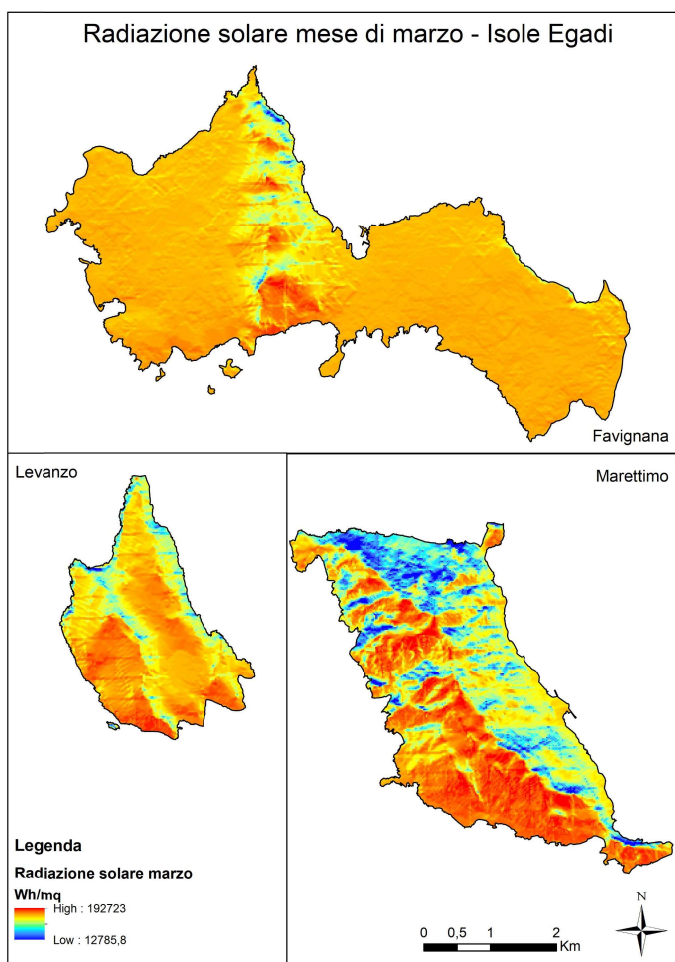 Radiazione solare mese di marzo - Isole Egadi
Favignana
Levanzo
Marettimo
Legenda
Radiazione solare marzo
Wh/mq
High : 192723
Low : 12785,8
0 0,5 1 2
Km
N